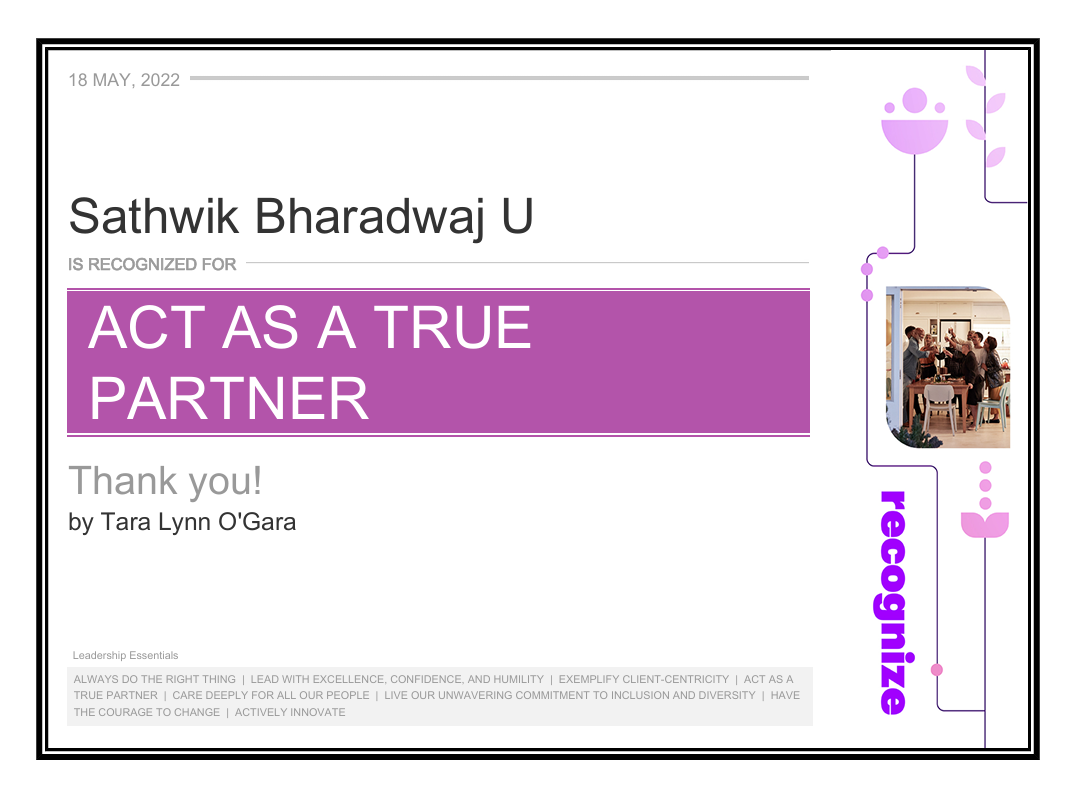 18 MAY, 2022
Sathwik Bharadwaj U
IS RECOGNIZED FOR
ACT AS A TRUE
PARTNER
Thank you!
by Tara Lynn O'Gara
Leadership Essentials
ALWAYS DO THE RIGHT THING | LEAD WITH EXCELLENCE, CONFIDENCE, AND HUMILITY | EXEMPLIFY CLIENT-CENTRICITY | ACT AS A
TRUE PARTNER | CARE DEEPLY FOR ALL OUR PEOPLE | LIVE OUR UNWAVERING COMMITMENT TO INCLUSION AND DIVERSITY | HAVE
THE COURAGE TO CHANGE | ACTIVELY INNOVATE
recognize